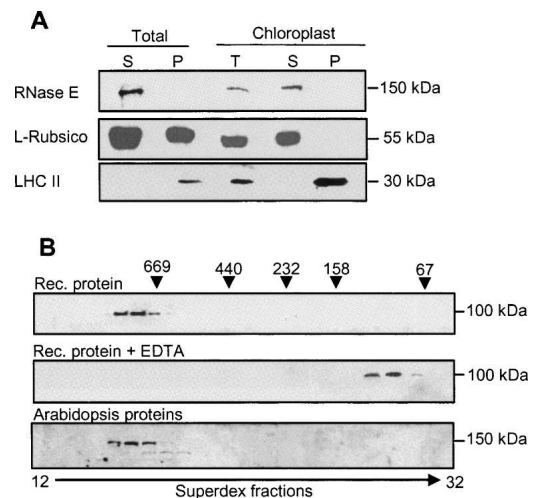 A
Total Chloroplast
S P T S P
RNase E 150 kDa
L-Rubsico 55 kDa
LHC II 30 kDa
B
669 440 232 158 67
Rec. protein
100 kDa
Rec. protein + EDTA
100 kDa
Arabidopsis proteins
150 kDa
12 32
Superdex fractions